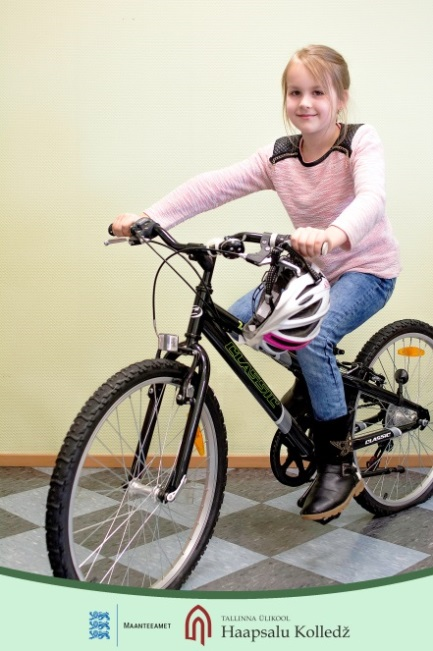 CLASSIC
CLASSIC
MAANTEEAMET
TALLINNA ÜLIKOOL
Haapsalu Kolledž